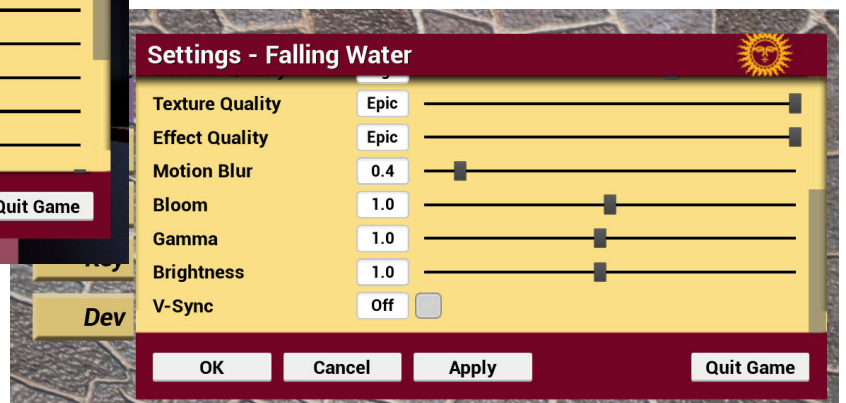 Settings - Falling Water
Texture Quality Epic
Effect Quality Epic
Motion Blur 0.4
Bloom 1.0
Gamma 1.0
Brightness 1.0
V-Sync Off
OK Cancel Apply Quit Game
Quit Game
Key
Dev